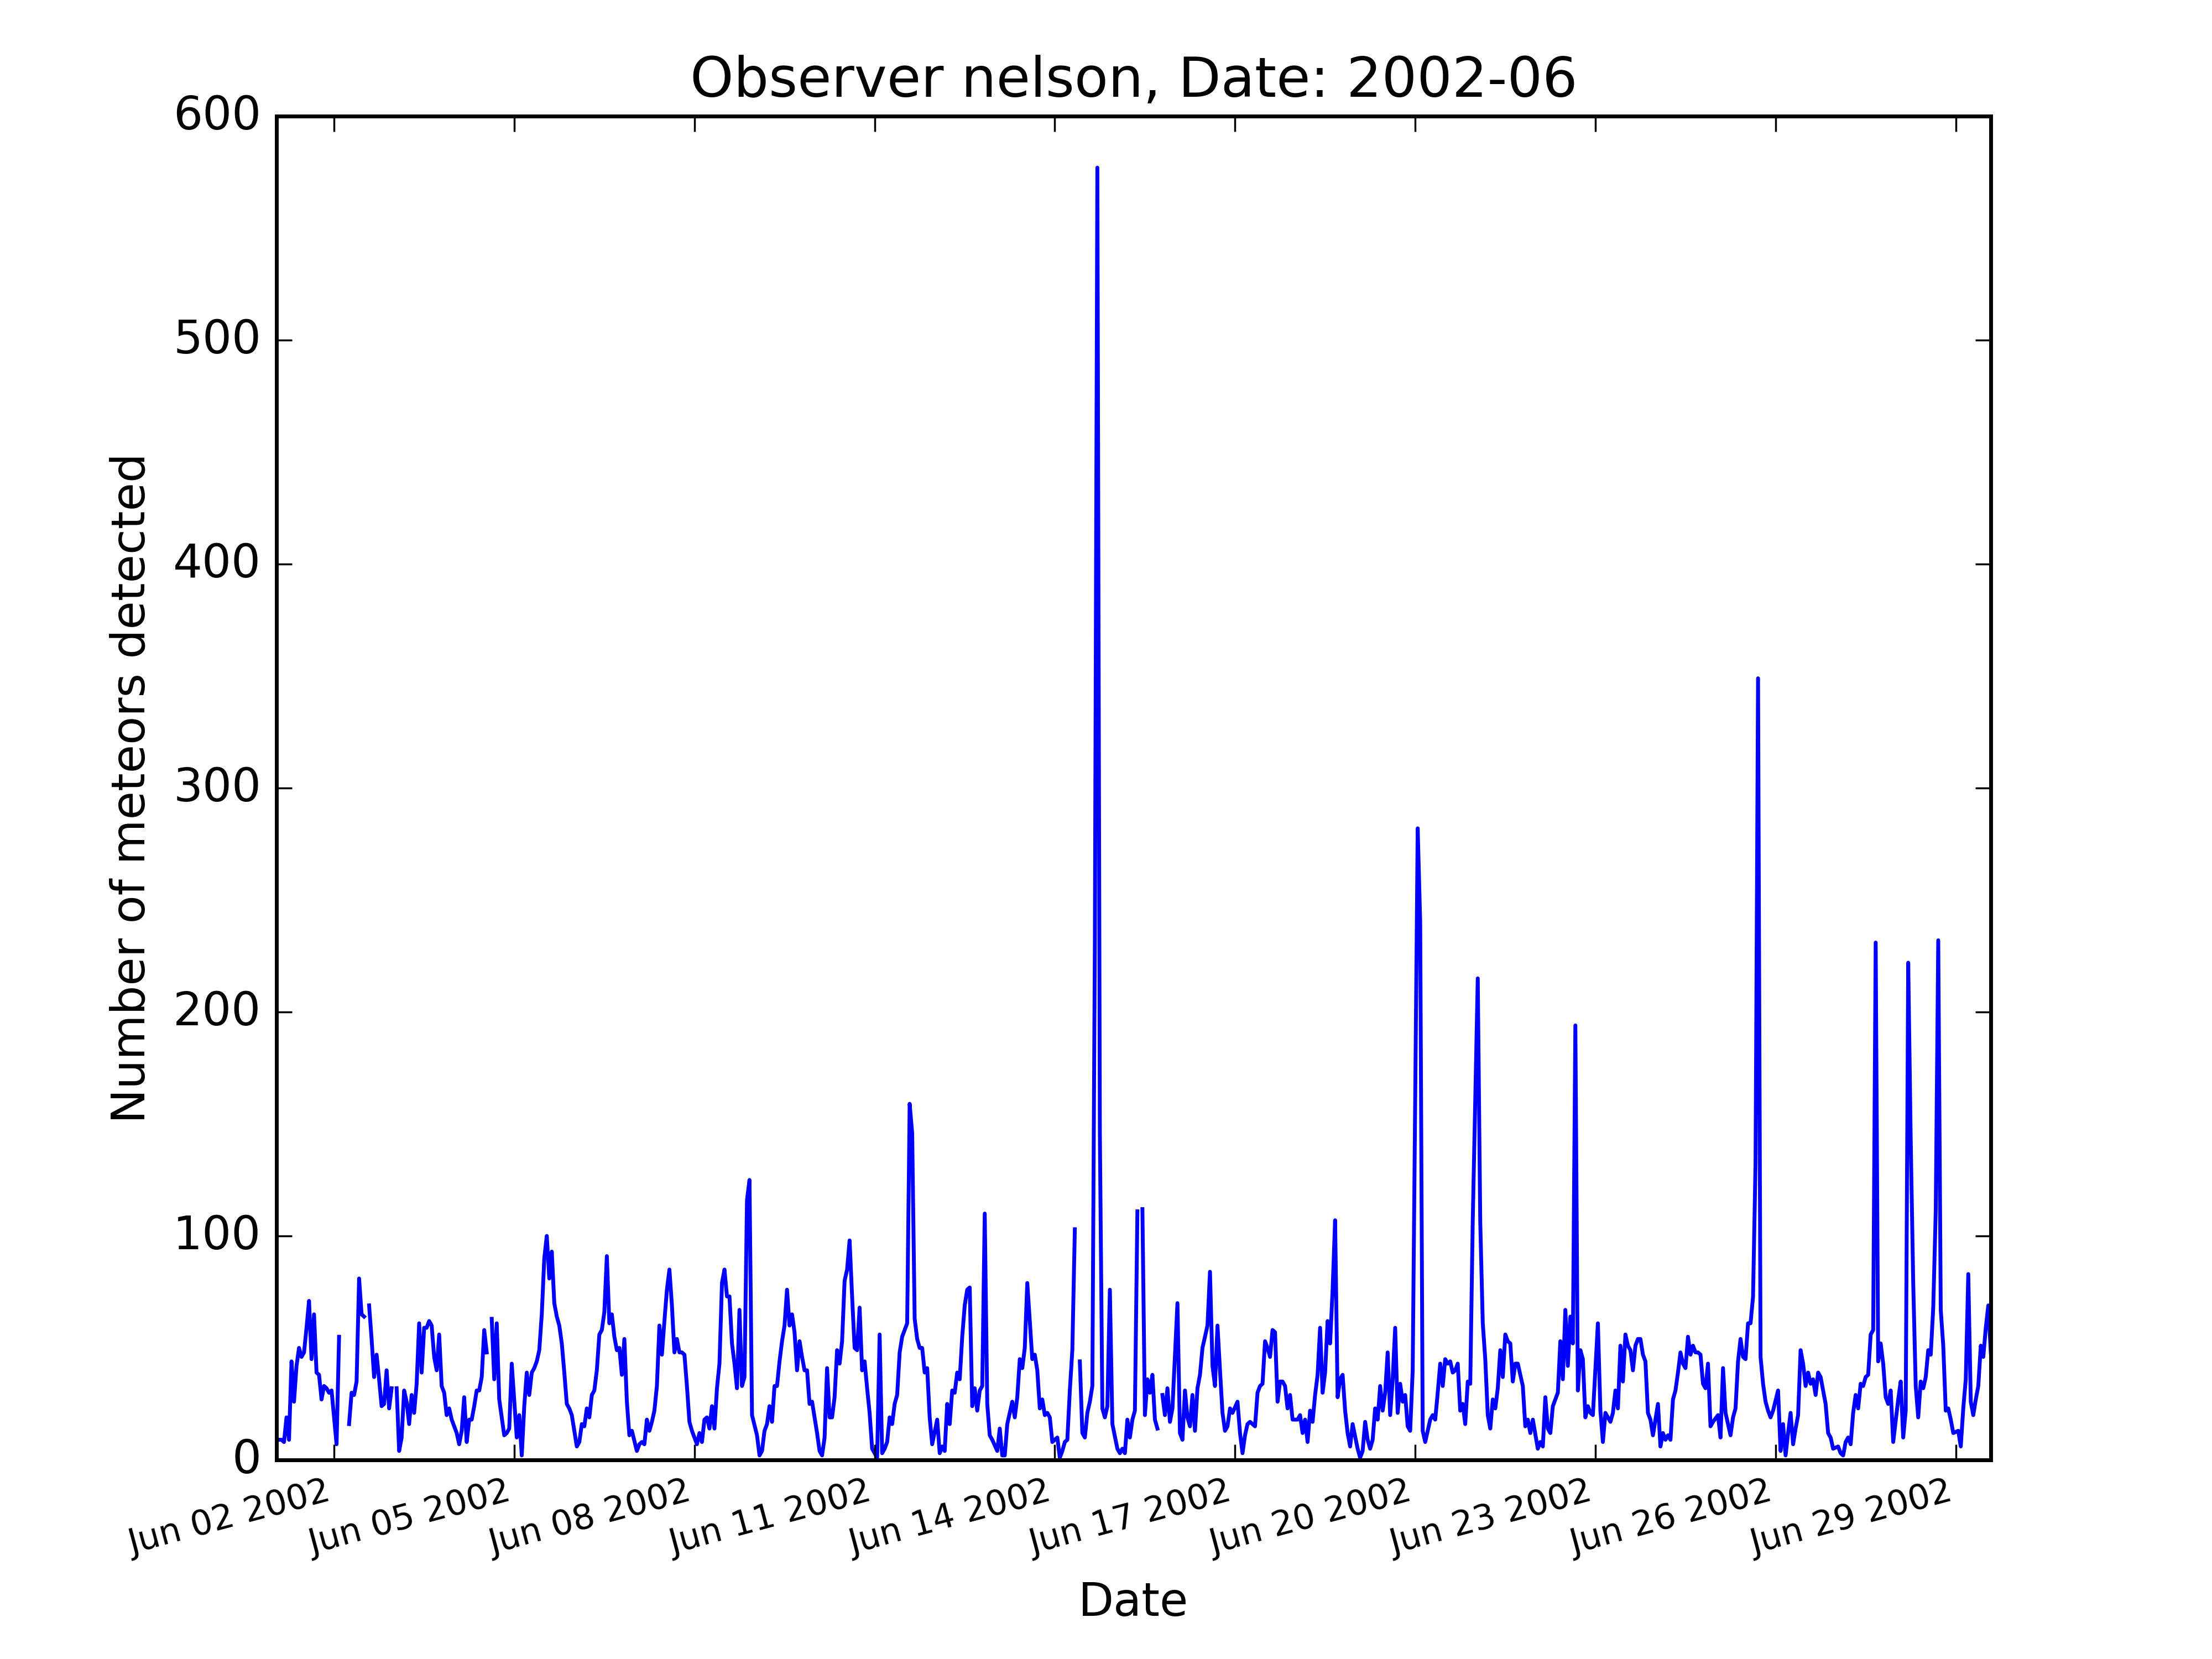 Observer nelson, Date: 2002-06
600
500
400
300
200
100
0
Number of meteors detected
Jun 02 2002
Jun 05 2002
Jun 08 2002
Jun 11 2002
Jun 14 2002
Jun 17 2002
Jun 20 2002
Jun 23 2002
Jun 26 2002
Jun 29 2002
Date